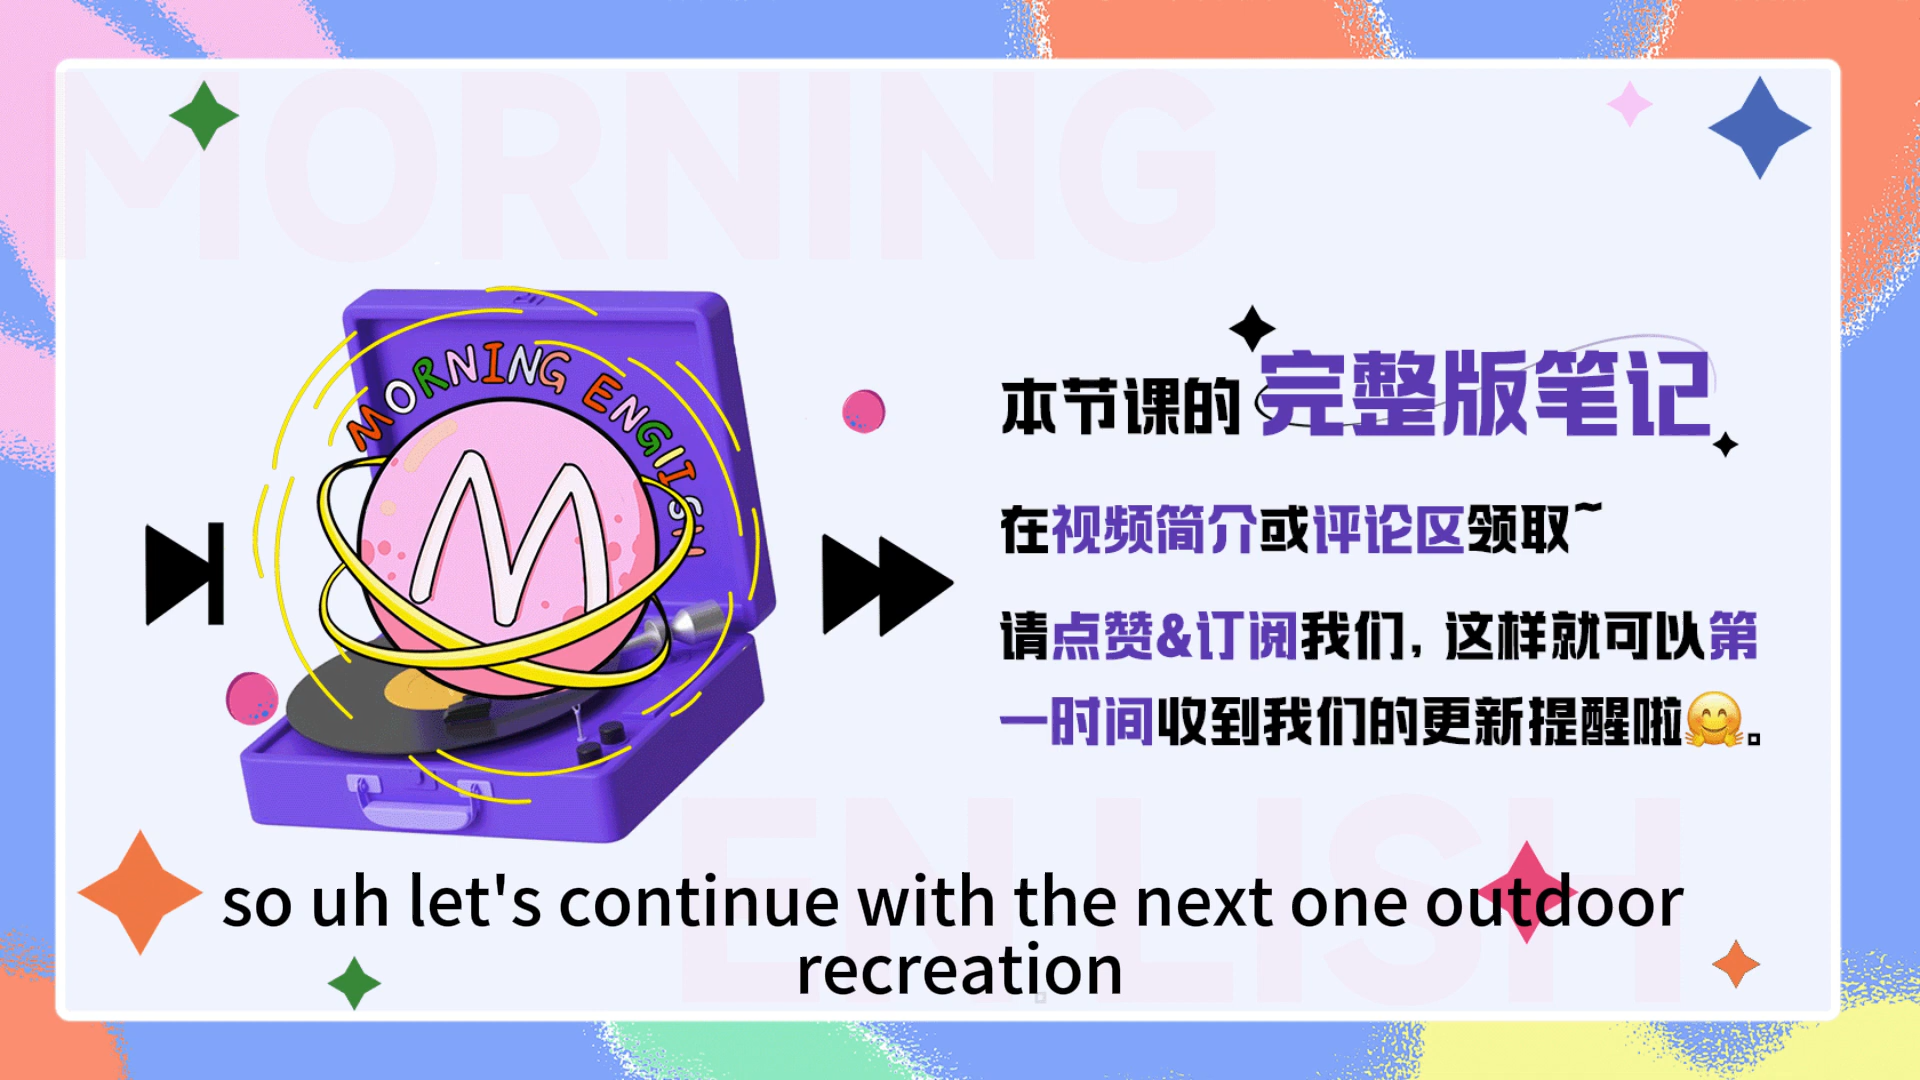 MORNING
MORNING ENGLISH
M
本节课的完整版笔记
在视频简介或评论区领取~
请点赞&订阅我们，这样就可以第
一时间收到我们的更新提醒啦🤗。
EN LISH
so uh let's continue with the next one outdoor
recreation